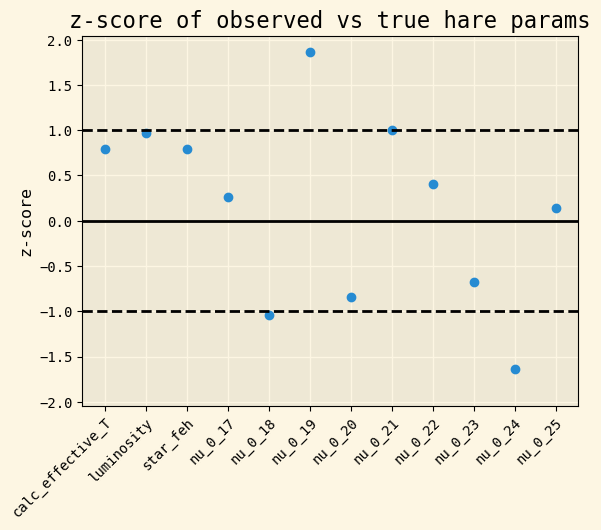 z-score of observed vs true hare params
z-score
2.0
1.5
1.0
0.5
0.0
−0.5
−1.0
−1.5
−2.0
calc_effective_T
luminosity
star_feh
nu_0_17
nu_0_18
nu_0_19
nu_0_20
nu_0_21
nu_0_22
nu_0_23
nu_0_24
nu_0_25